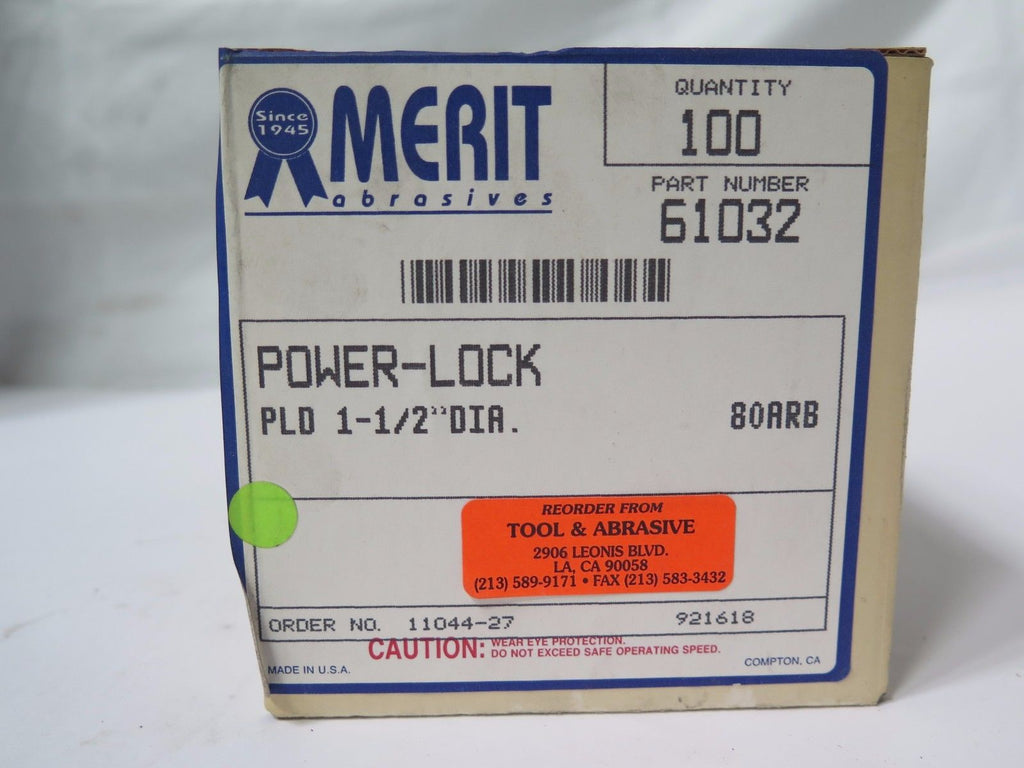 Since
1945
MERIT
abrasives
QUANTITY
100
PART NUMBER
61032
POWER-LOCK
PLD 1-1/2"DIA. 80ARB
REORDER FROM
TOOL & ABRASIVE
2906 LEONIS BLVD.
LA, CA 90058
(213) 589-9171 • FAX (213) 583-3432
ORDER NO. 11044-27 921618
CAUTION: WEAR EYE PROTECTION.
DO NOT EXCEED SAFE OPERATING SPEED.
MADE IN U.S.A. COMPTON, CA